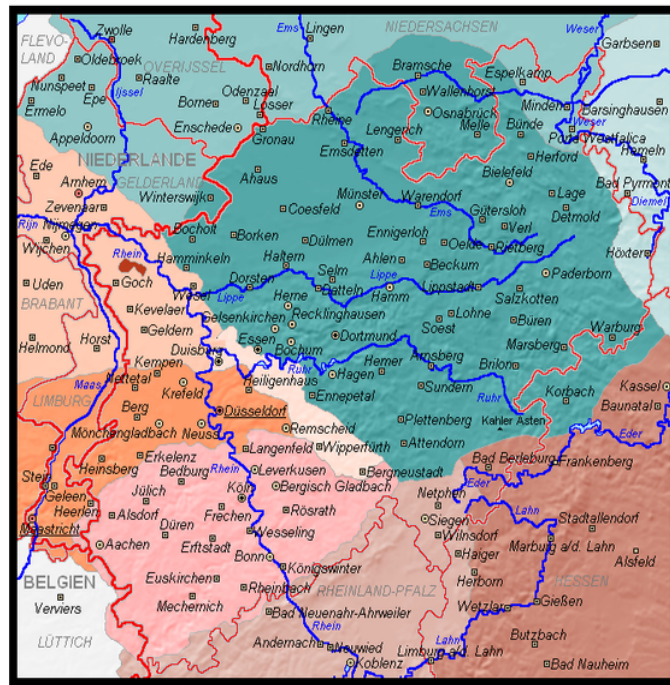 Zwolle
Ems
Lingen
NIEDERSACHSEN
Weser
Garbsen
Hardenberg
FLEVO-
LAND
Oldebroek
OVERIJSSEL
Nordhorn
Bramsche
Espelkamp
Nunspeet
Raalte
Epe
Ijssel
Borne
Odenzael
Losser
Wallenhorst
Minden
Barsinghausen
Ermelo
Rheine
Osnabrück
Enschede
Gronau
Lengerich
Melle
Bünde
Weser
Porta Westfalica
Appeldoorn
Emsdetten
Hameln
NIEDERLANDE
Herford
Ede
Ahaus
Bielefeld
Arnhem
GELDERLAND
Winterswijk
Münster
Warendorf
Lage
Bad Pyrmont
Zevenaar
Coesfeld
Ems
Gütersloh
Detmold
Diemel
Rijn
Nijmegen
Verl
Wijchen
Bocholt
Borken
Dülmen
Ennigerloh
Oelde
Rietberg
Rhein
Hamminkeln
Haltern
Ahlen
Beckum
Höxter
Uden
Goch
Dorsten
Selm
Lippe
Paderborn
Wesel
Datteln
Hamm
Lippstadt
Salzkotten
BRABANT
Kevelaer
Lippe
Herne
Gelsenkirchen
Recklinghausen
Lohne
Büren
Geldern
Soest
Helmond
Horst
Essen
Dortmund
Warburg
Duisburg
Bochum
Marsberg
Kempen
Ruhr
Hagen
Hemer
Arnsberg
Brilon
Maas
Nettetal
Krefeld
Heiligenhaus
Sundern
Kassel
LIMBURG
Ennepetal
Ruhr
Korbach
Baunatal
Berg
Düsseldorf
Plettenberg
Kahler Asten
Mönchangladbach
Neuss
Remscheid
Attendorn
Eder
Langenfeld
Wipperfürth
Erkelenz
Heinsberg
Bedburg
Rhein
Leverkusen
Bergneustadt
Bad Berleburg
Frankenberg
Stein
Bergisch Gladbach
Eder
Geleen
Jülich
Köln
Netphen
Heerlen
Alsdorf
Frechen
Rösrath
Siegen
Lahn
Stadtallendorf
Maastricht
Düren
Wesseling
Wilnsdorf
Marburg a/d. Lahn
Aachen
Erftstadt
Haiger
Alsfeld
Bonn
BELGIEN
Euskirchen
Königswinter
Herborn
HESSEN
Verviers
Rheinbach
RHEINLAND-PFALZ
Mechernich
Wetzlar
Gießen
Bad Neuenahr-Ahrweiler
LÜTTICH
Rhein
Andernach
Neuwied
Lahn
Butzbach
Koblenz
Limburg a/d. Lahn
Bad Nauheim